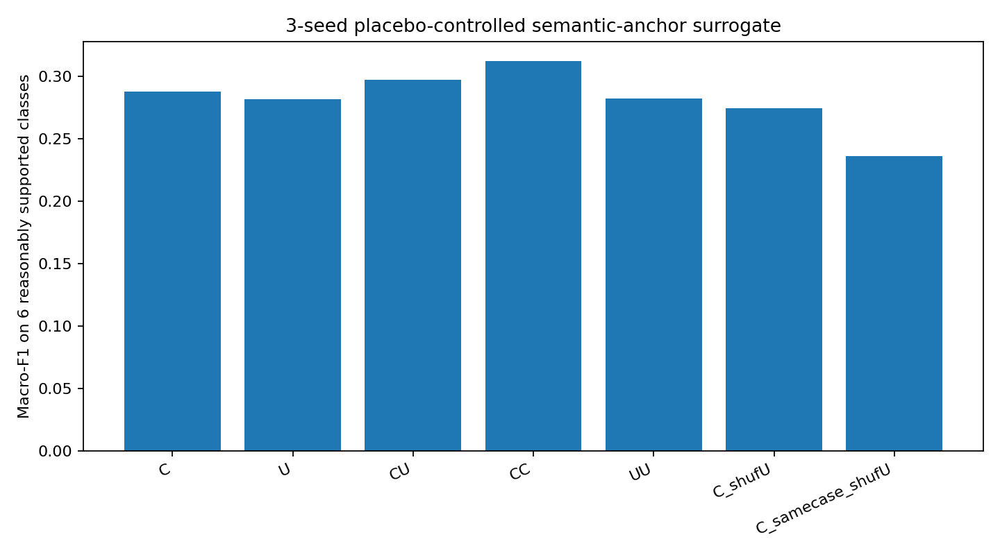 3-seed placebo-controlled semantic-anchor surrogate
Macro-F1 on 6 reasonably supported classes
0.30
0.25
0.20
0.15
0.10
0.05
0.00
C
U
CU
CC
UU
C_shufU
C_samecase_shufU